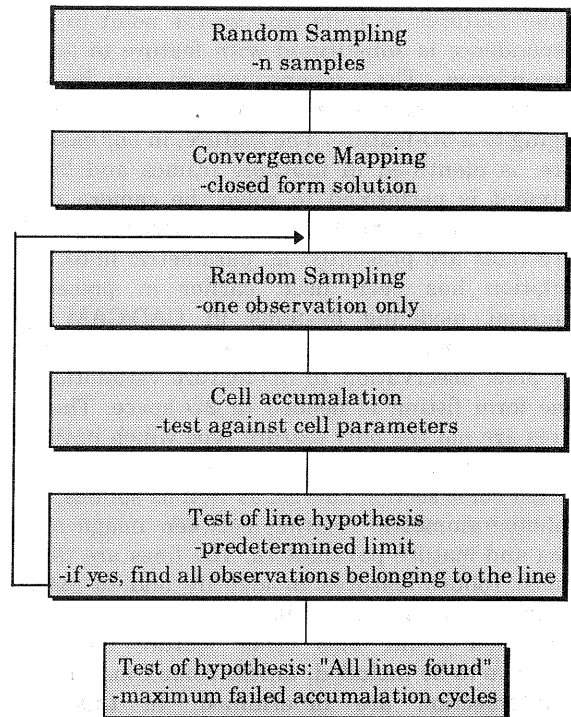 Random Sampling
-n samples
Convergence Mapping
-closed form solution
Random Sampling
-one observation only
Cell accumalation
-test against cell parameters
Test of line hypothesis
-predetermined limit
-if yes, find all observations belonging to the line
Test of hypothesis: "All lines found"
-maximum failed accumalation cycles